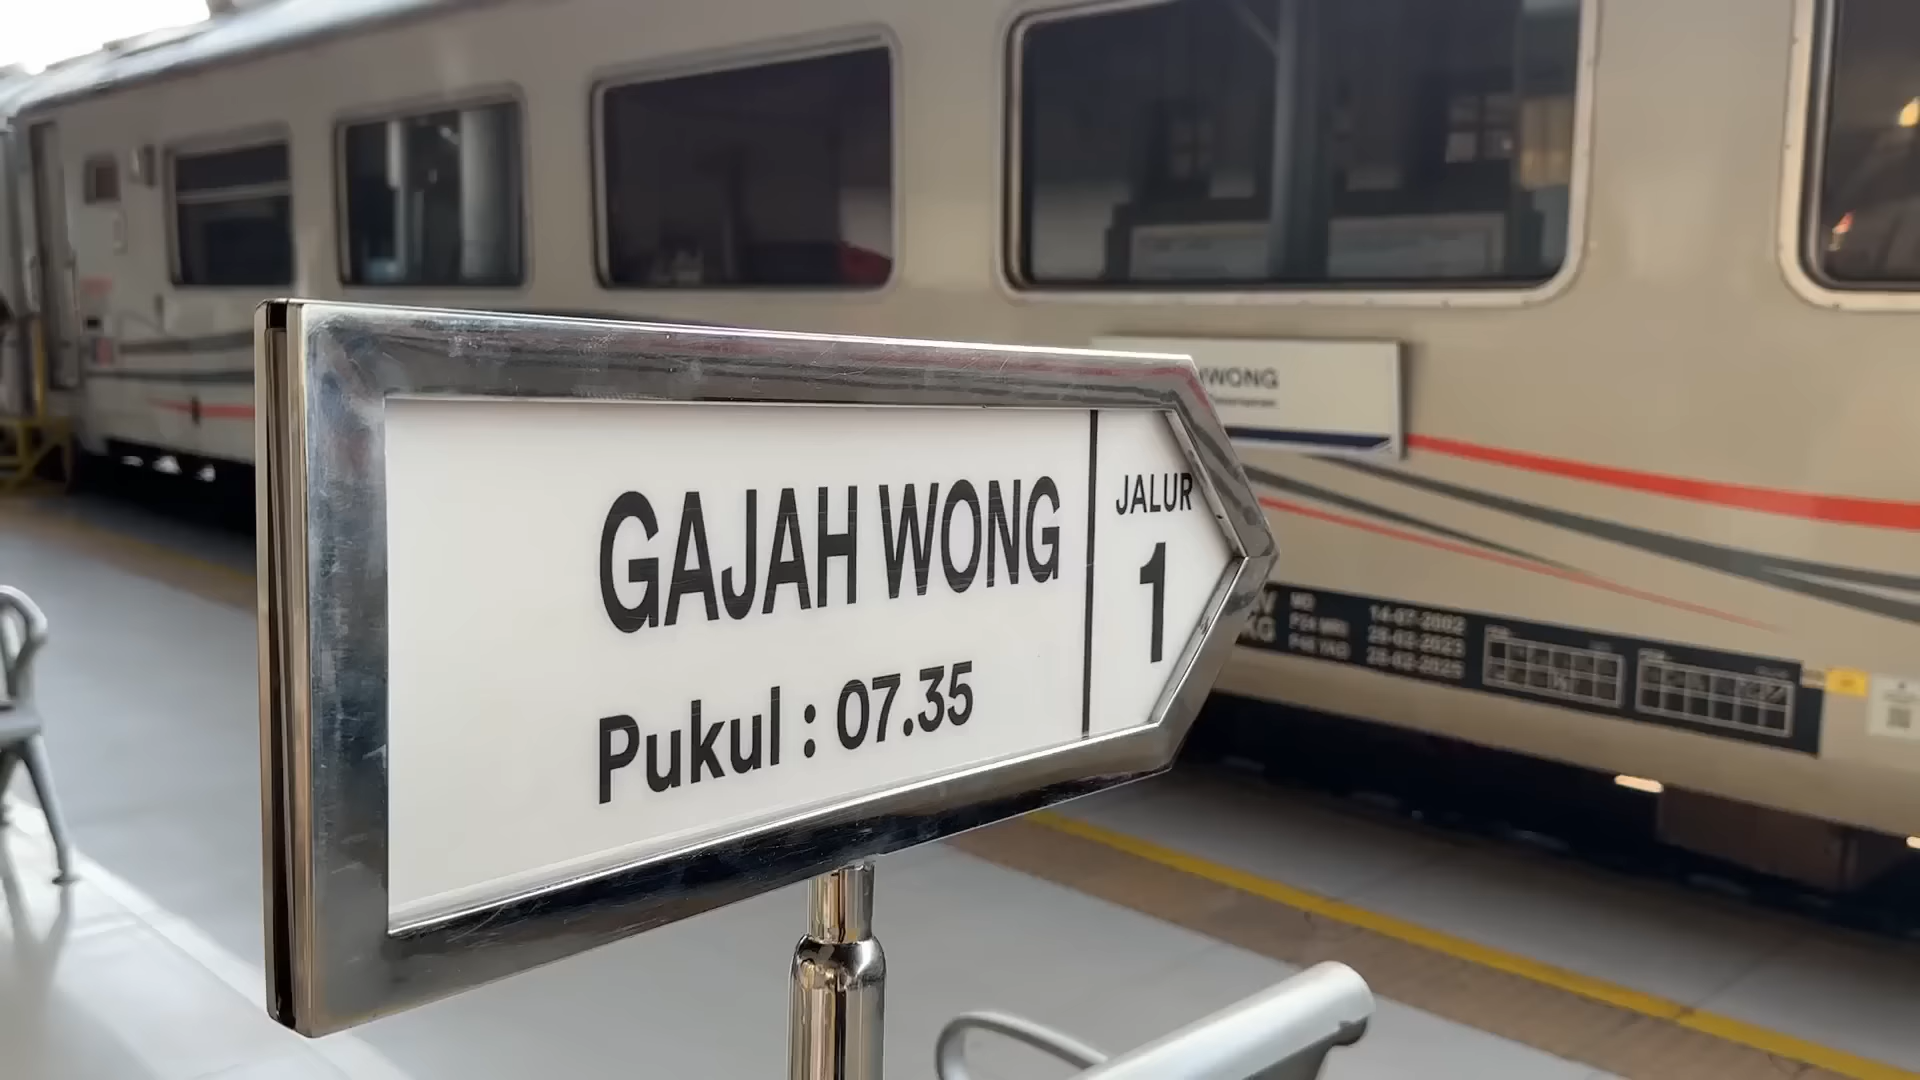 GAJAH WONG
Pukul : 07.35
JALUR
1
WONG
14-07-2002
28-02-2023
28-02-2025